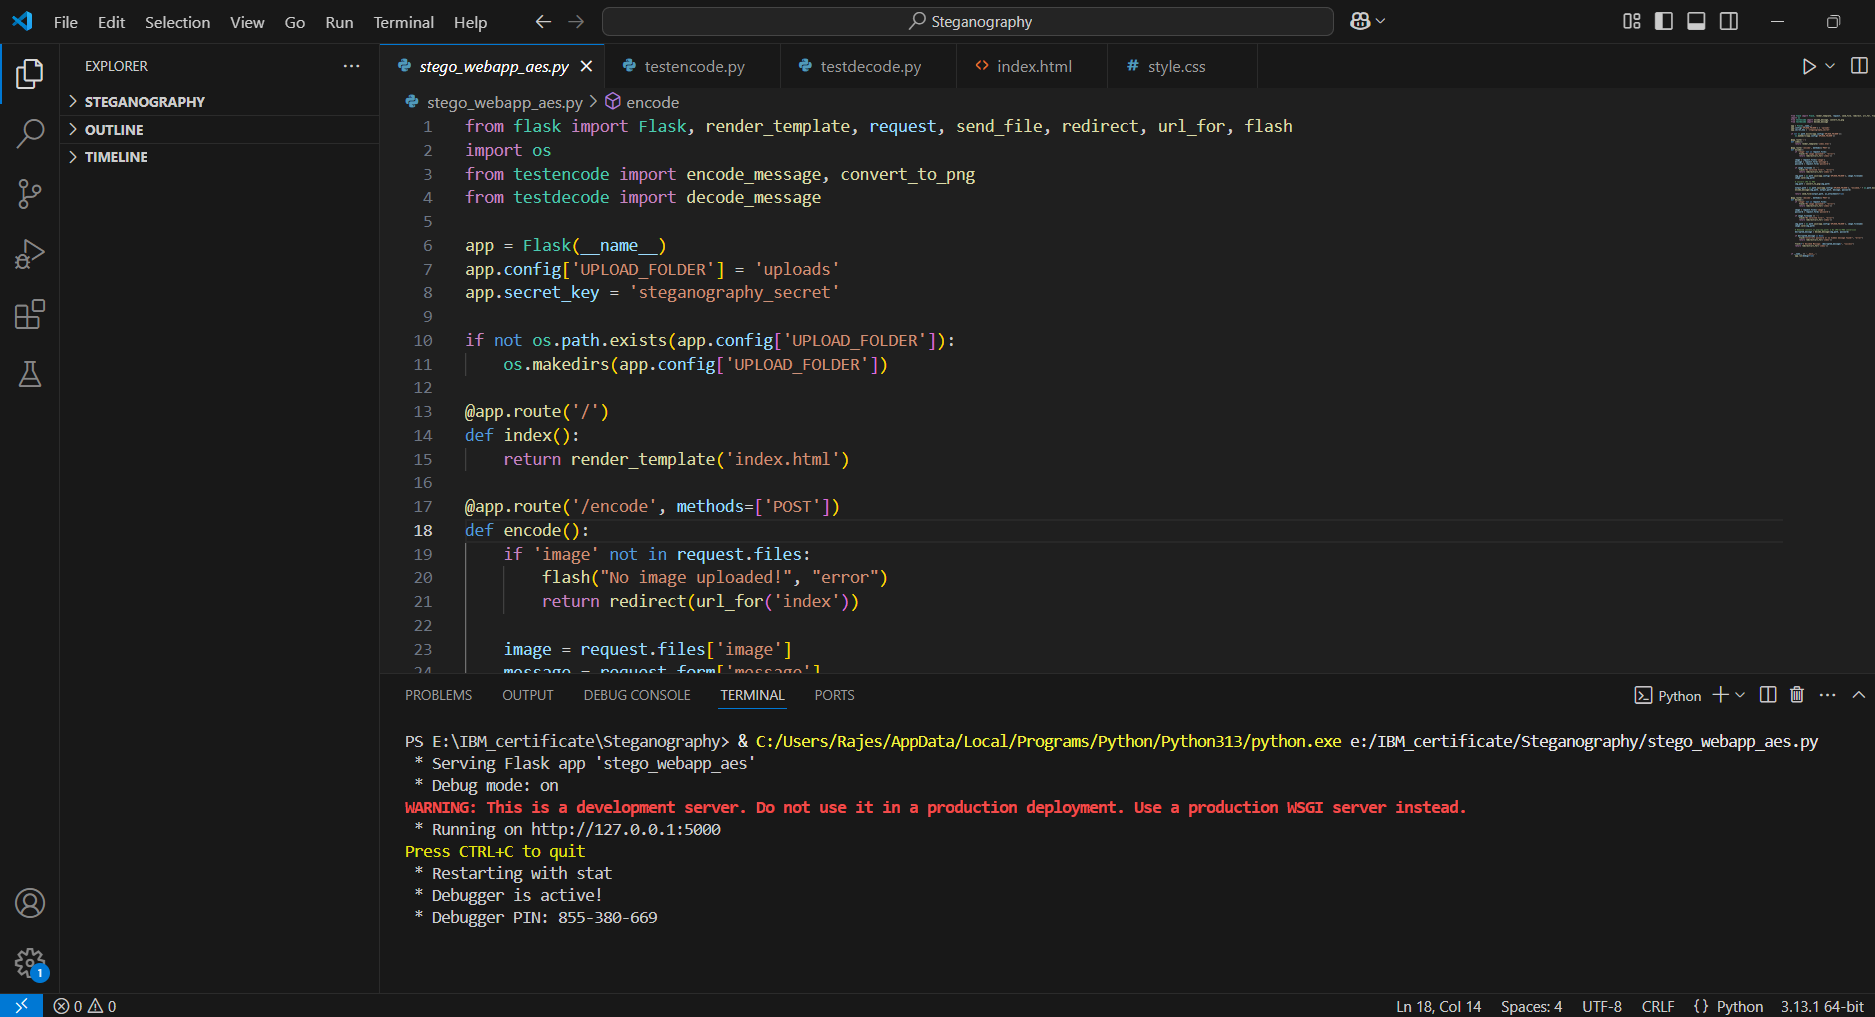 File Edit Selection View Go Run Terminal Help
Steganography
EXPLORER
STEGANOGRAPHY
OUTLINE
TIMELINE
stego_webapp_aes.py testencode.py testdecode.py index.html style.css
stego_webapp_aes.py > encode
1 from flask import Flask, render_template, request, send_file, redirect, url_for, flash
2 import os
3 from testencode import encode_message, convert_to_png
4 from testdecode import decode_message
5
6 app = Flask(__name__)
7 app.config['UPLOAD_FOLDER'] = 'uploads'
8 app.secret_key = 'steganography_secret'
9
10 if not os.path.exists(app.config['UPLOAD_FOLDER']):
11 os.makedirs(app.config['UPLOAD_FOLDER'])
12
13 @app.route('/')
14 def index():
15 return render_template('index.html')
16
17 @app.route('/encode', methods=['POST'])
18 def encode():
19 if 'image' not in request.files:
20 flash("No image uploaded!", "error")
21 return redirect(url_for('index'))
22
23 image = request.files['image']
24 message = request.form['message']
PROBLEMS OUTPUT DEBUG CONSOLE TERMINAL PORTS
Python
PS E:\IBM_certificate\Steganography> & C:/Users/Rajes/AppData/Local/Programs/Python/Python313/python.exe e:/IBM_certificate/Steganography/stego_webapp_aes.py
* Serving Flask app 'stego_webapp_aes'
* Debug mode: on
WARNING: This is a development server. Do not use it in a production deployment. Use a production WSGI server instead.
* Running on http://127.0.0.1:5000
Press CTRL+C to quit
* Restarting with stat
* Debugger is active!
* Debugger PIN: 855-380-669
1
0 0
Ln 18, Col 14 Spaces: 4 UTF-8 CRLF {} Python 3.13.1 64-bit